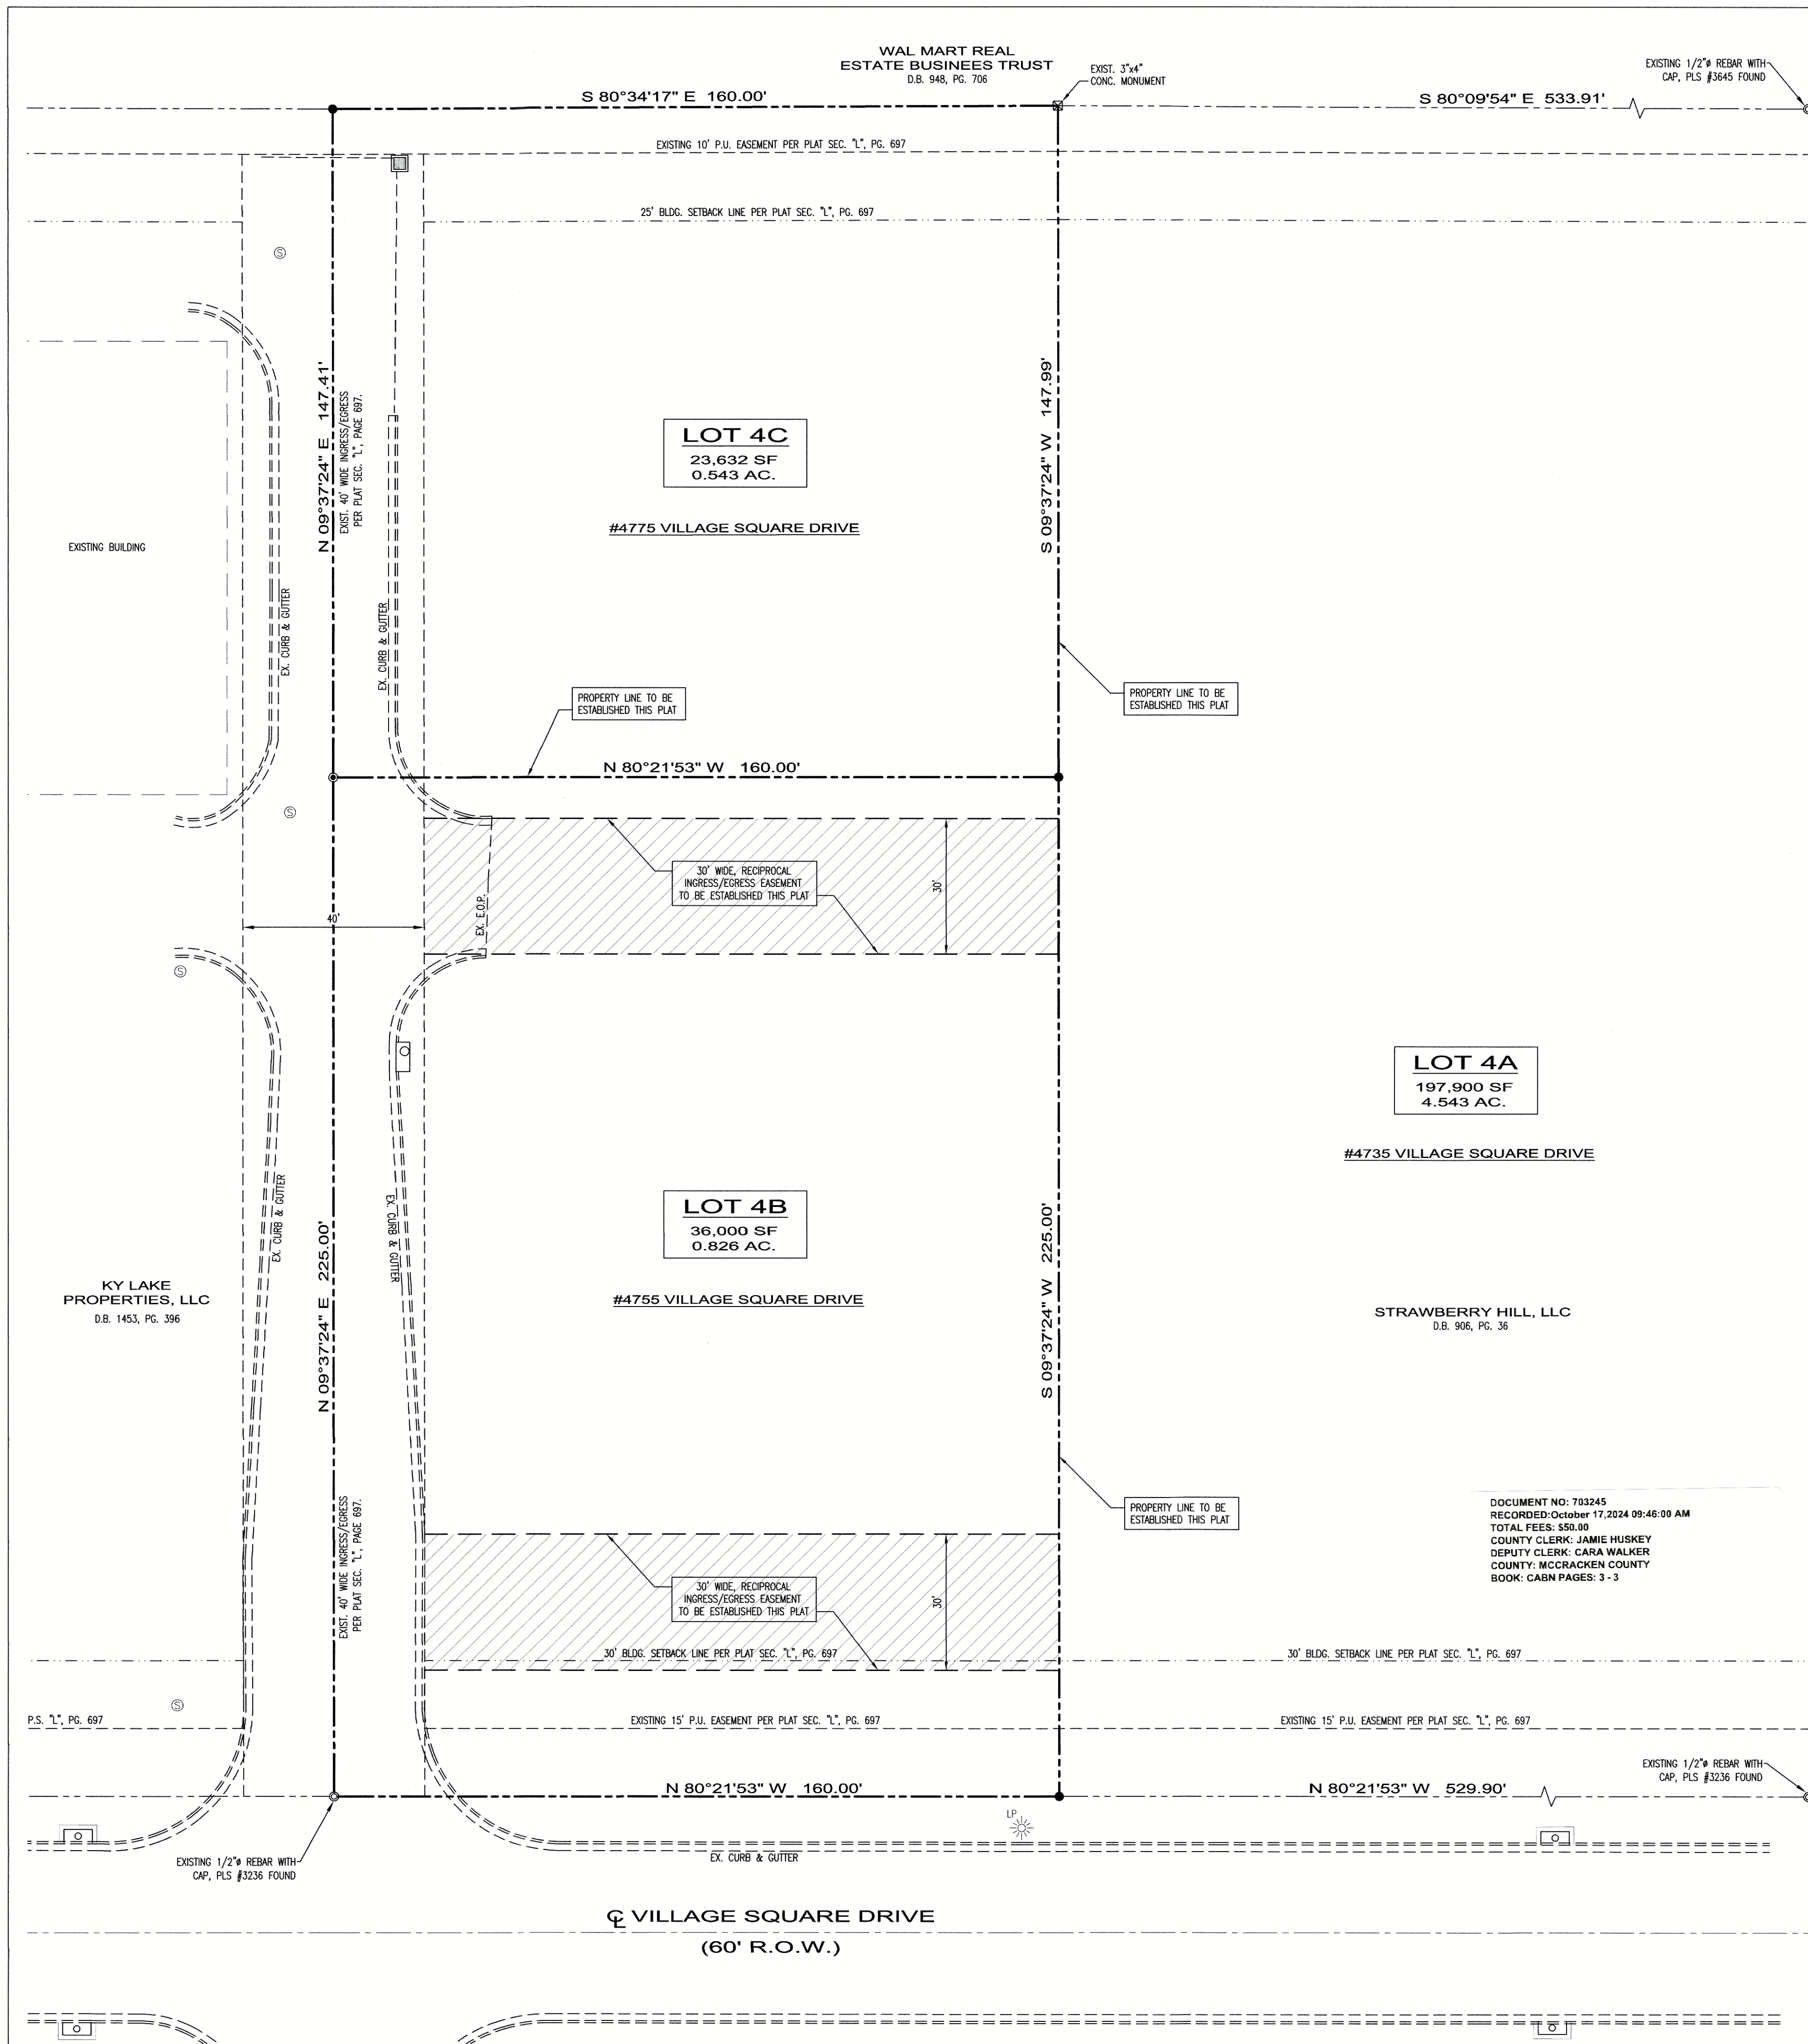 WAL MART REAL
ESTATE BUSINEES TRUST
D.B. 948, PG. 706
EXIST. 3"x4"
CONC. MONUMENT
EXISTING 1/2"ø REBAR WITH
CAP, PLS #3645 FOUND
S 80°34'17" E 160.00'
S 80°09'54" E 533.91'
EXISTING 10' P.U. EASEMENT PER PLAT SEC. "L", PG. 697
25' BLDG. SETBACK LINE PER PLAT SEC. "L", PG. 697
S
N 09°37'24" E 147.41'
EXIST. 40' WIDE INGRESS/EGRESS
PER PLAT SEC. "L", PAGE 697.
S 09°37'24" W 147.99'
LOT 4C
23,632 SF
0.543 AC.
#4775 VILLAGE SQUARE DRIVE
EXISTING BUILDING
EX. CURB & GUTTER
EX. CURB & GUTTER
PROPERTY LINE TO BE
ESTABLISHED THIS PLAT
PROPERTY LINE TO BE
ESTABLISHED THIS PLAT
N 80°21'53" W 160.00'
S
30' WIDE, RECIPROCAL
INGRESS/EGRESS EASEMENT
TO BE ESTABLISHED THIS PLAT
30'
EX. E.O.P.
40'
S
LOT 4A
197,900 SF
4.543 AC.
#4735 VILLAGE SQUARE DRIVE
LOT 4B
36,000 SF
0.826 AC.
#4755 VILLAGE SQUARE DRIVE
EX. CURB & GUTTER
EX. CURB & GUTTER
N 09°37'24" E 225.00'
S 09°37'24" W 225.00'
KY LAKE
PROPERTIES, LLC
D.B. 1453, PG. 396
STRAWBERRY HILL, LLC
D.B. 906, PG. 36
EXIST. 40' WIDE INGRESS/EGRESS
PER PLAT SEC. "L", PAGE 697.
PROPERTY LINE TO BE
ESTABLISHED THIS PLAT
DOCUMENT NO: 703245
RECORDED:October 17,2024 09:46:00 AM
TOTAL FEES: $50.00
COUNTY CLERK: JAMIE HUSKEY
DEPUTY CLERK: CARA WALKER
COUNTY: MCCRACKEN COUNTY
BOOK: CABN PAGES: 3 - 3
30' WIDE, RECIPROCAL
INGRESS/EGRESS EASEMENT
TO BE ESTABLISHED THIS PLAT
30'
30' BLDG. SETBACK LINE PER PLAT SEC. "L", PG. 697
30' BLDG. SETBACK LINE PER PLAT SEC. "L", PG. 697
S
P.S. "L", PG. 697
EXISTING 15' P.U. EASEMENT PER PLAT SEC. "L", PG. 697
EXISTING 15' P.U. EASEMENT PER PLAT SEC. "L", PG. 697
N 80°21'53" W 160.00'
N 80°21'53" W 529.90'
EXISTING 1/2"ø REBAR WITH
CAP, PLS #3236 FOUND
LP
EXISTING 1/2"ø REBAR WITH
CAP, PLS #3236 FOUND
EX. CURB & GUTTER
℄ VILLAGE SQUARE DRIVE
(60' R.O.W.)